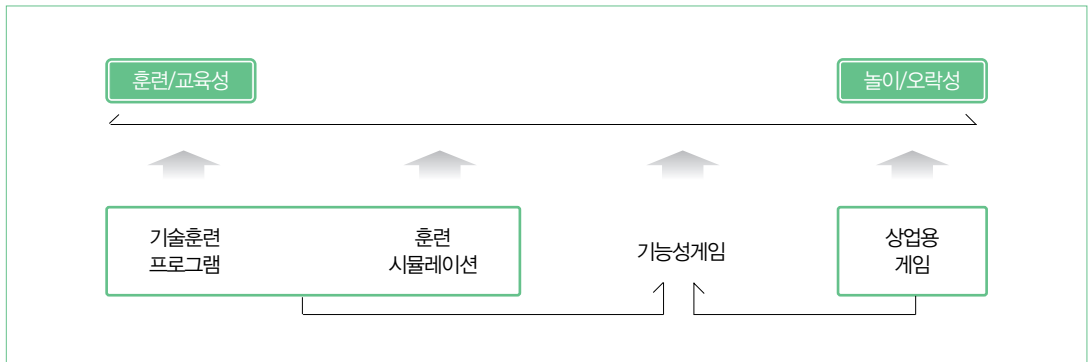 훈련/교육성
놀이/오락성
기술훈련
프로그램
훈련
시뮬레이션
기능성게임
상업용
게임